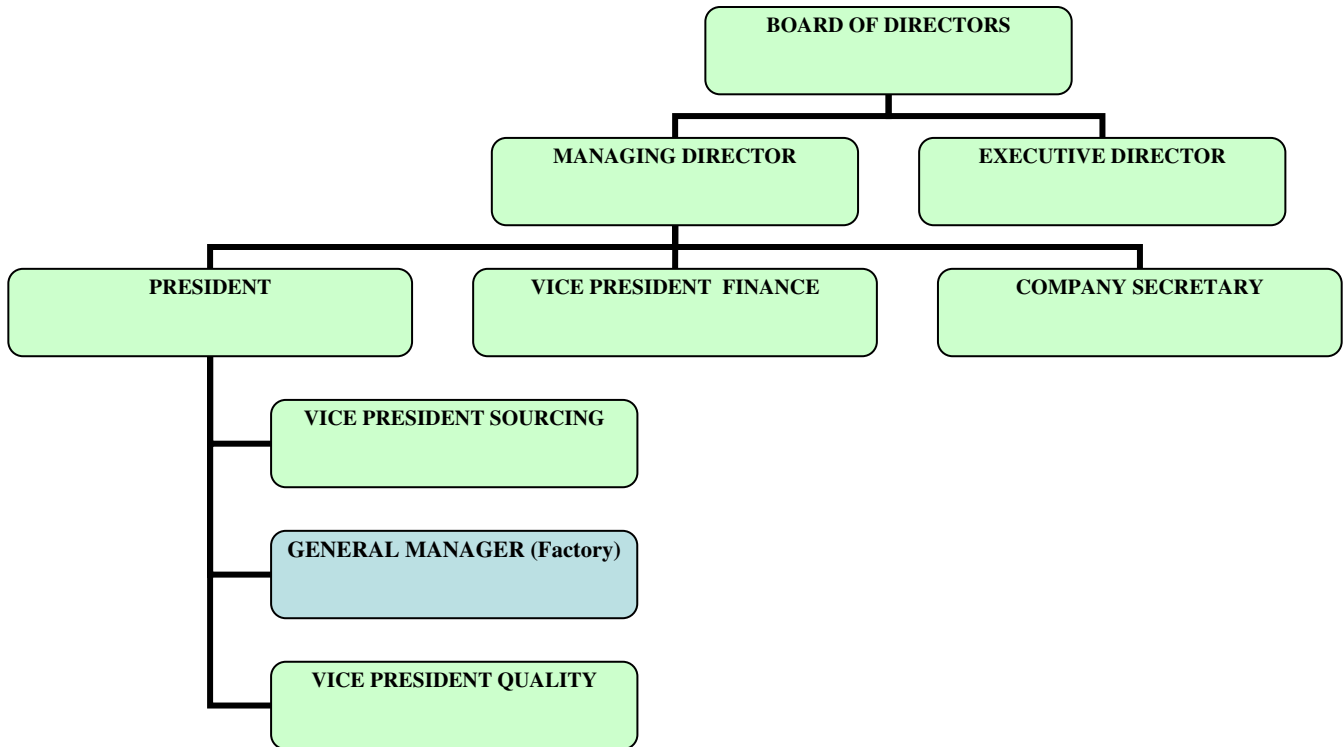 BOARD OF DIRECTORS
MANAGING DIRECTOR
EXECUTIVE DIRECTOR
PRESIDENT
VICE PRESIDENT  FINANCE
COMPANY SECRETARY
VICE PRESIDENT SOURCING
GENERAL MANAGER (Factory)
VICE PRESIDENT QUALITY